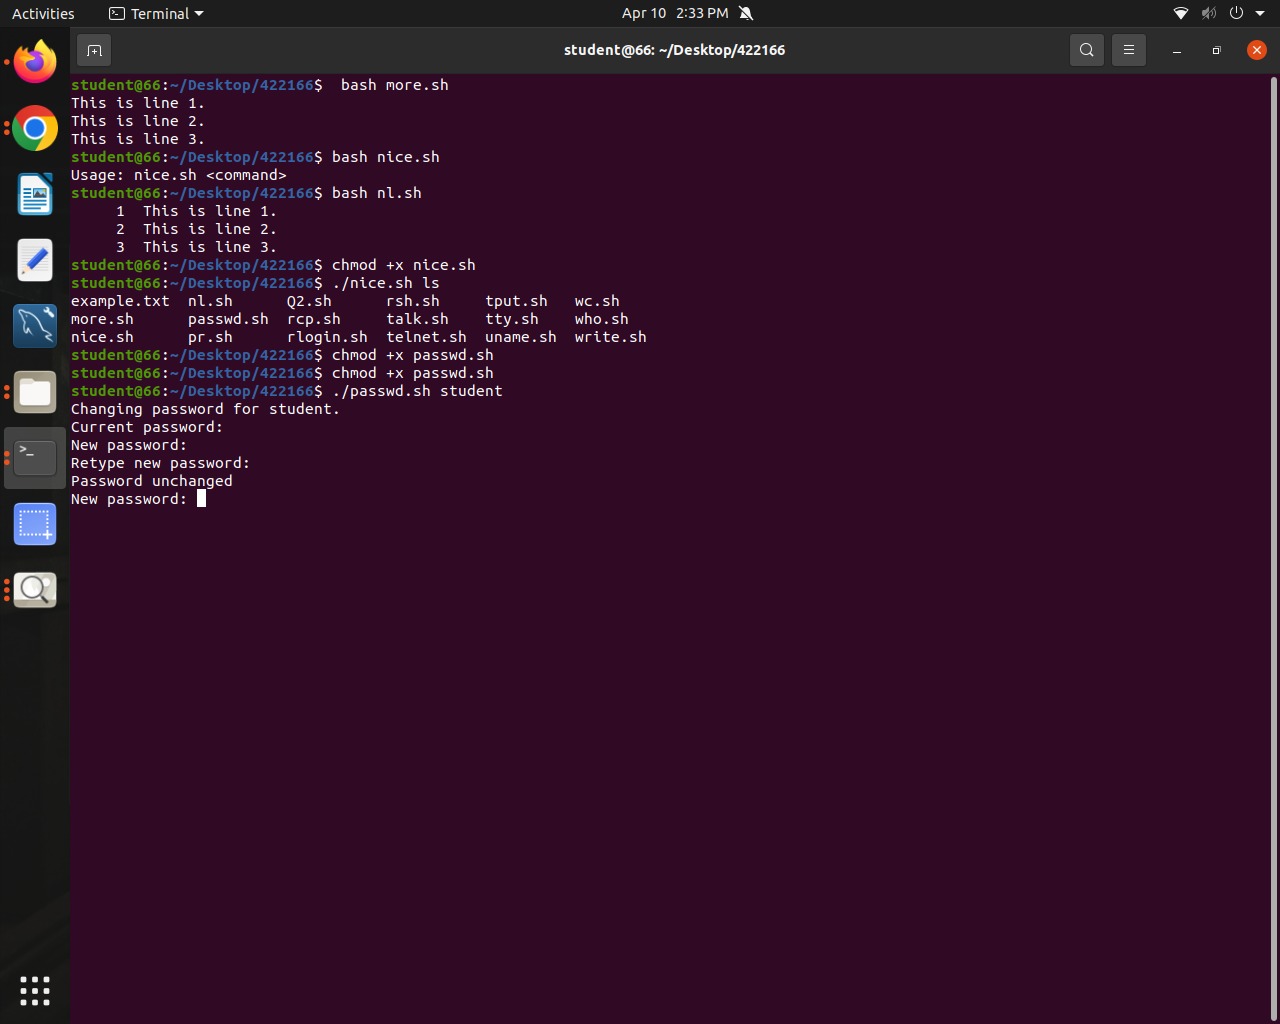 Activities Terminal Apr 10 2:33 PM
student@66: ~/Desktop/422166
student@66:~/Desktop/422166$  bash more.sh
This is line 1.
This is line 2.
This is line 3.
student@66:~/Desktop/422166$ bash nice.sh
Usage: nice.sh <command>
student@66:~/Desktop/422166$ bash nl.sh
     1  This is line 1.
     2  This is line 2.
     3  This is line 3.
student@66:~/Desktop/422166$ chmod +x nice.sh
student@66:~/Desktop/422166$ ./nice.sh ls
example.txt  nl.sh      Q2.sh      rsh.sh     tput.sh   wc.sh
more.sh      passwd.sh  rcp.sh     talk.sh    tty.sh    who.sh
nice.sh      pr.sh      rlogin.sh  telnet.sh  uname.sh  write.sh
student@66:~/Desktop/422166$ chmod +x passwd.sh
student@66:~/Desktop/422166$ chmod +x passwd.sh
student@66:~/Desktop/422166$ ./passwd.sh student
Changing password for student.
Current password:
New password:
Retype new password:
Password unchanged
New password: